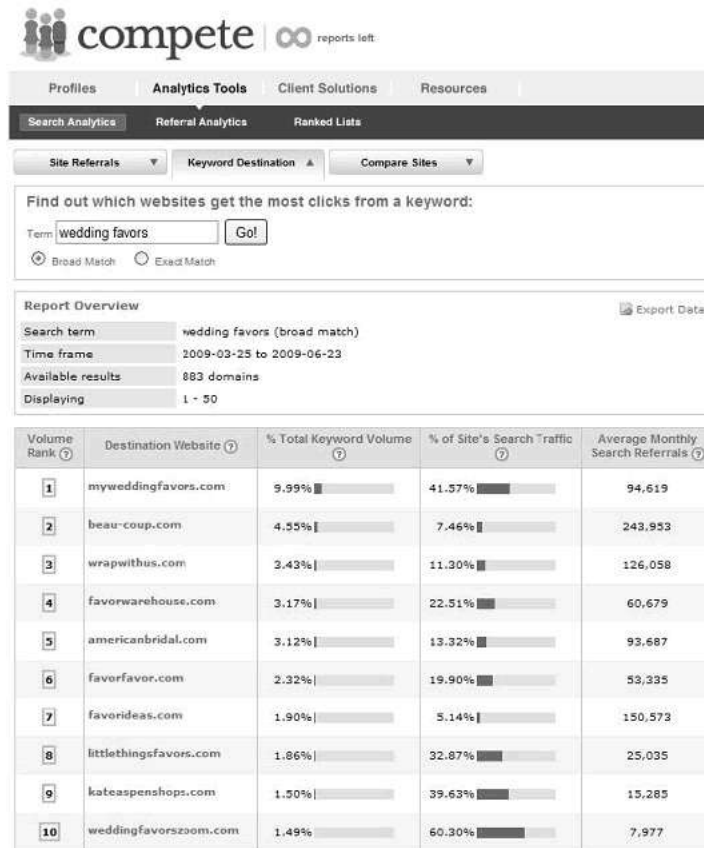 compete ∞ reports left
Profiles Analytics Tools Client Solutions Resources
Search Analytics Referral Analytics Ranked Lists
Site Referrals ▼ Keyword Destination ▲ Compare Sites ▼
Find out which websites get the most clicks from a keyword:
Term wedding favors Go!
Broad Match Exact Match
Report Overview Export Data
Search term wedding favors (broad match)
Time frame 2009-03-25 to 2009-06-23
Available results 883 domains
Displaying 1 - 50
Volume Rank (?) Destination Website (?) % Total Keyword Volume (?) % of Site's Search Traffic (?) Average Monthly Search Referrals (?)
1 myweddingfavors.com 9.99% 41.57% 94,619
2 beau-coup.com 4.55% 7.46% 243,953
3 wrapwithus.com 3.43% 11.30% 126,058
4 favorwarehouse.com 3.17% 22.51% 60,679
5 americanbridal.com 3.12% 13.32% 93,687
6 favorfavor.com 2.32% 19.90% 53,335
7 favorideas.com 1.90% 5.14% 150,573
8 littlethingsfavors.com 1.86% 32.87% 25,035
9 kateaspenshops.com 1.50% 39.63% 15,285
10 weddingfavorszoom.com 1.49% 60.30% 7,977